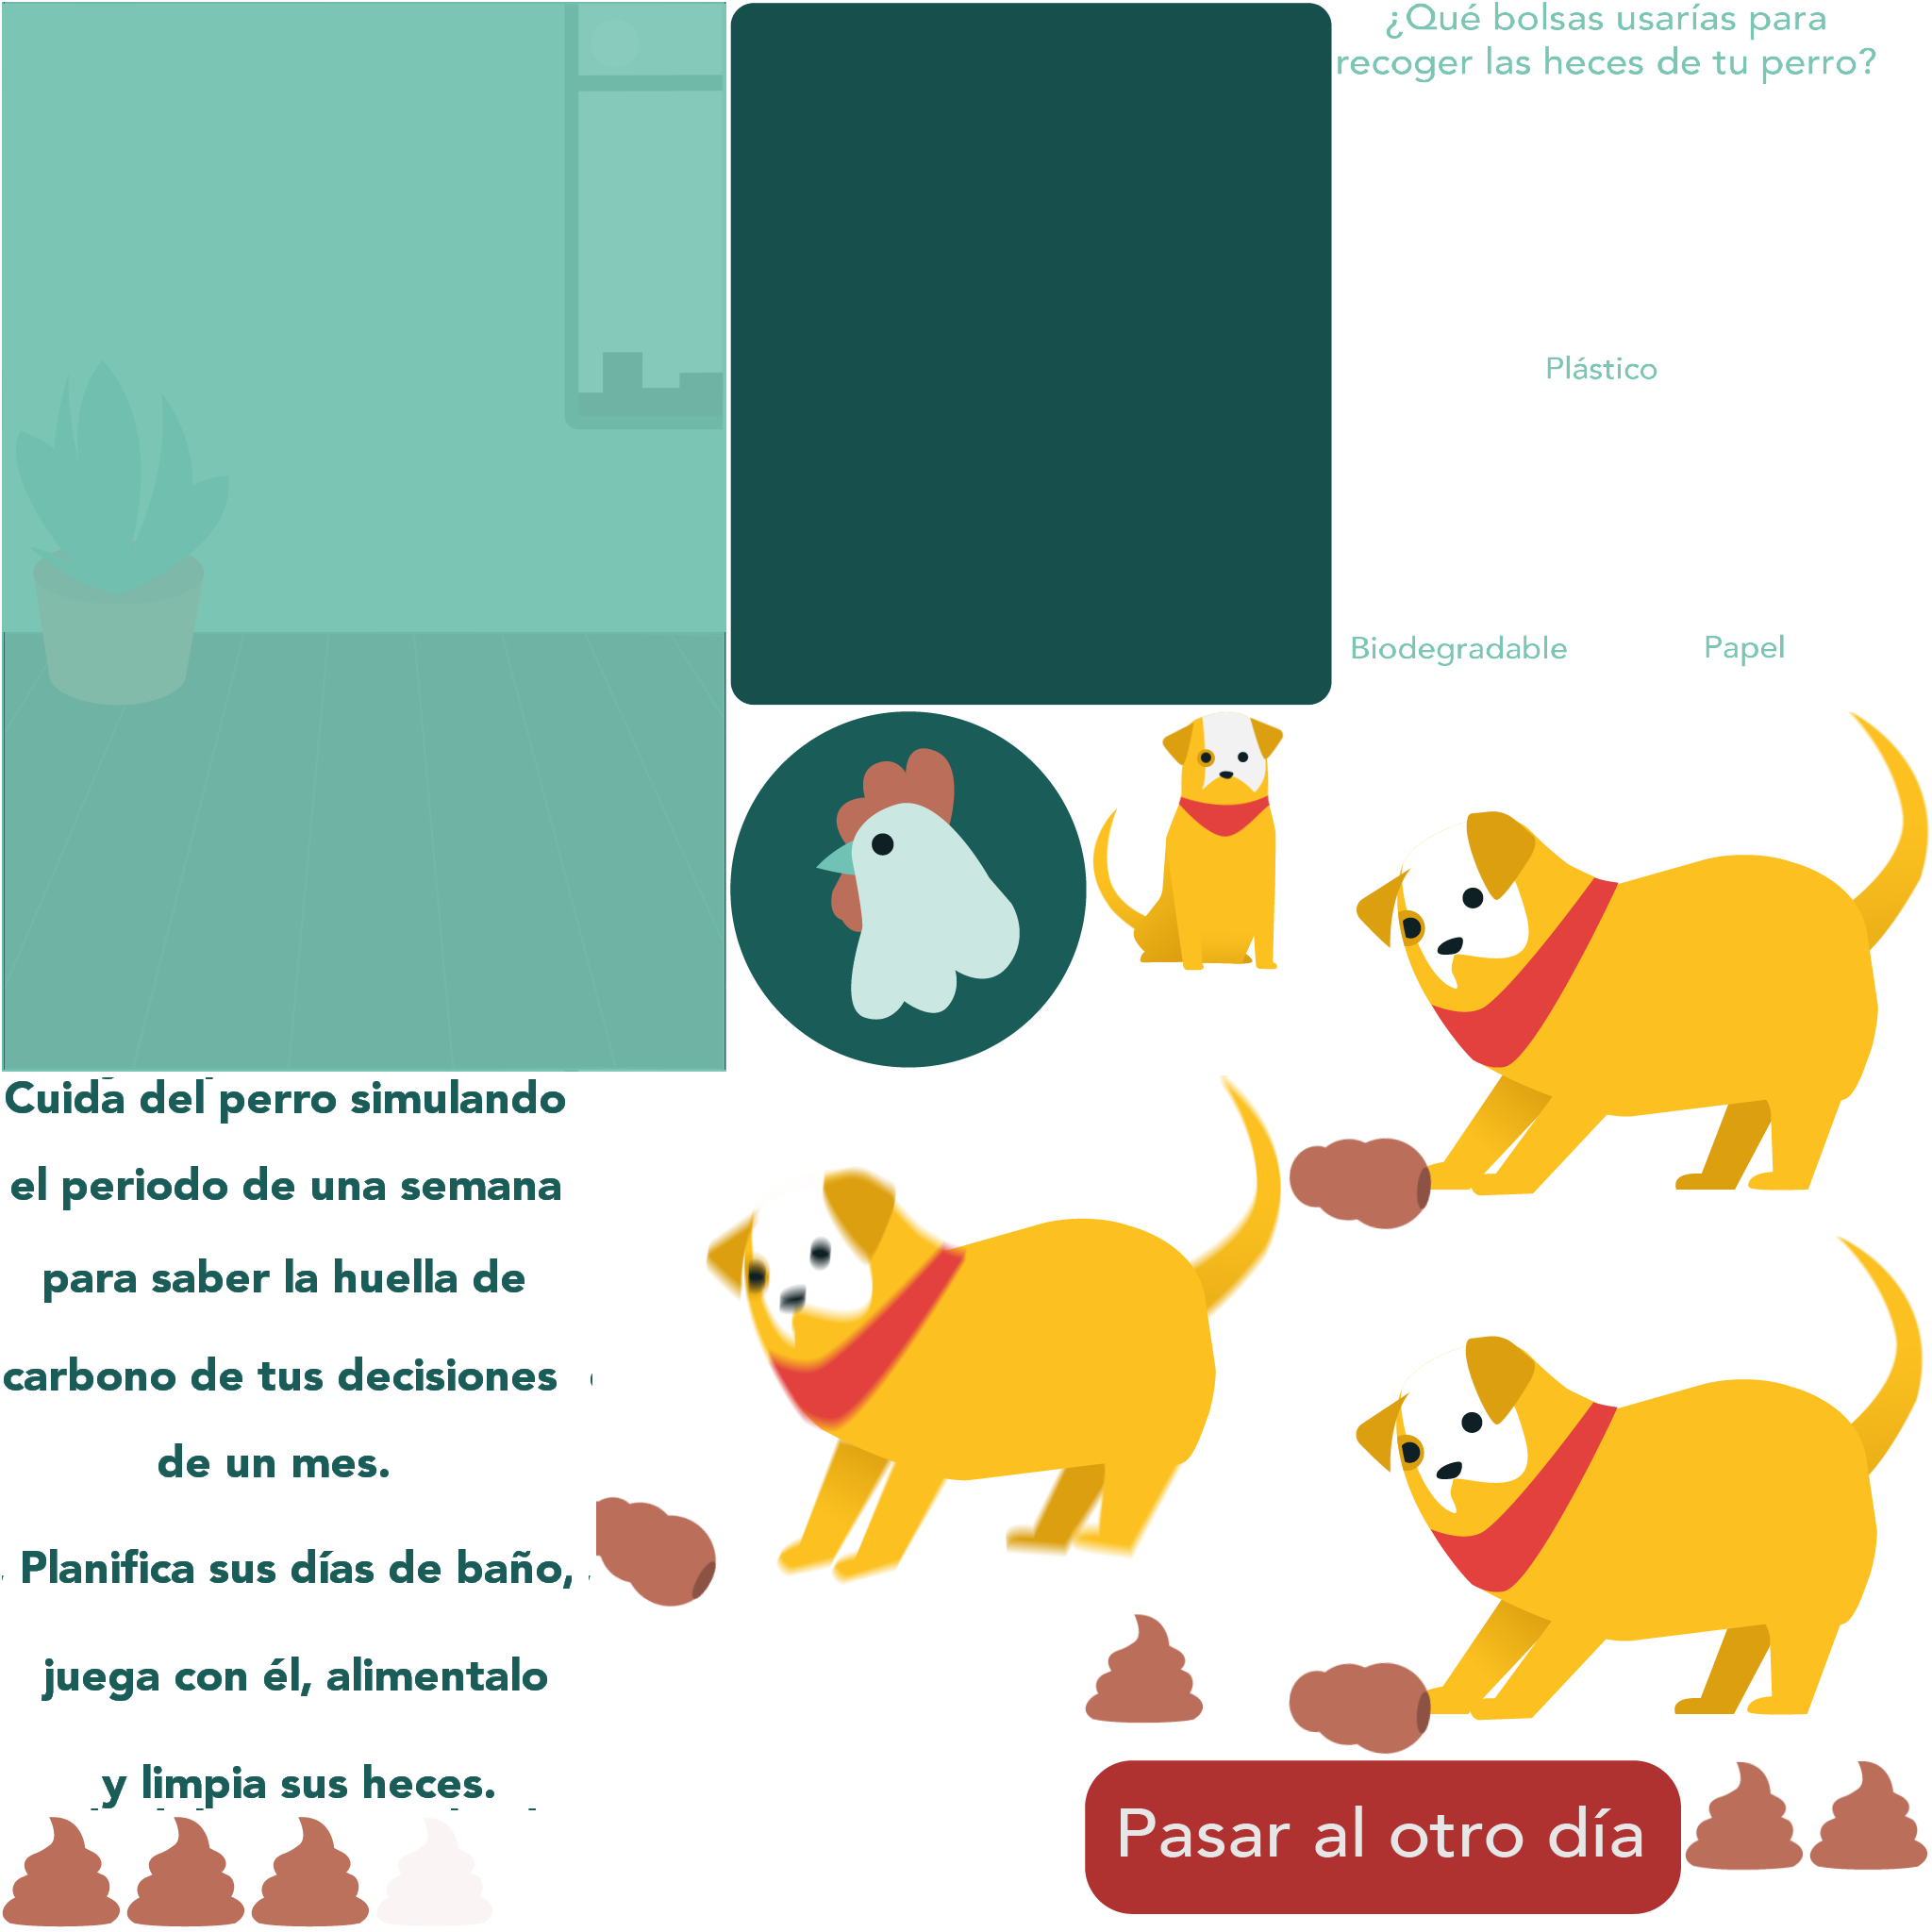 ¿Qué bolsas usarías para
recoger las heces de tu perro?
Plástico
Biodegradable
Papel
Cuida del perro simulando
el periodo de una semana
para saber la huella de
carbono de tus decisiones
de un mes.
Planifica sus días de baño,
juega con él, alimentalo
y limpia sus heces.
Pasar al otro día